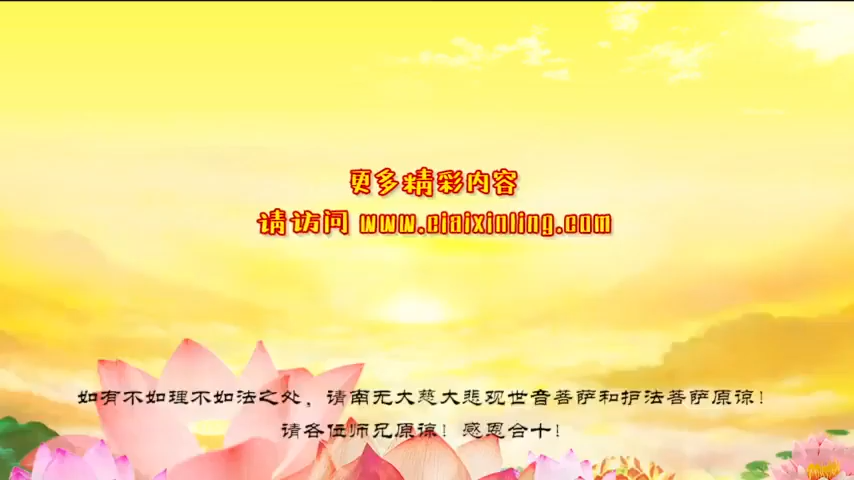 更多精彩内容
请访问 www.ciaixinling.com
如有不如理不如法之处，请南无大慈大悲观世音菩萨和护法菩萨原谅！
请各位师兄原谅！感恩合十！